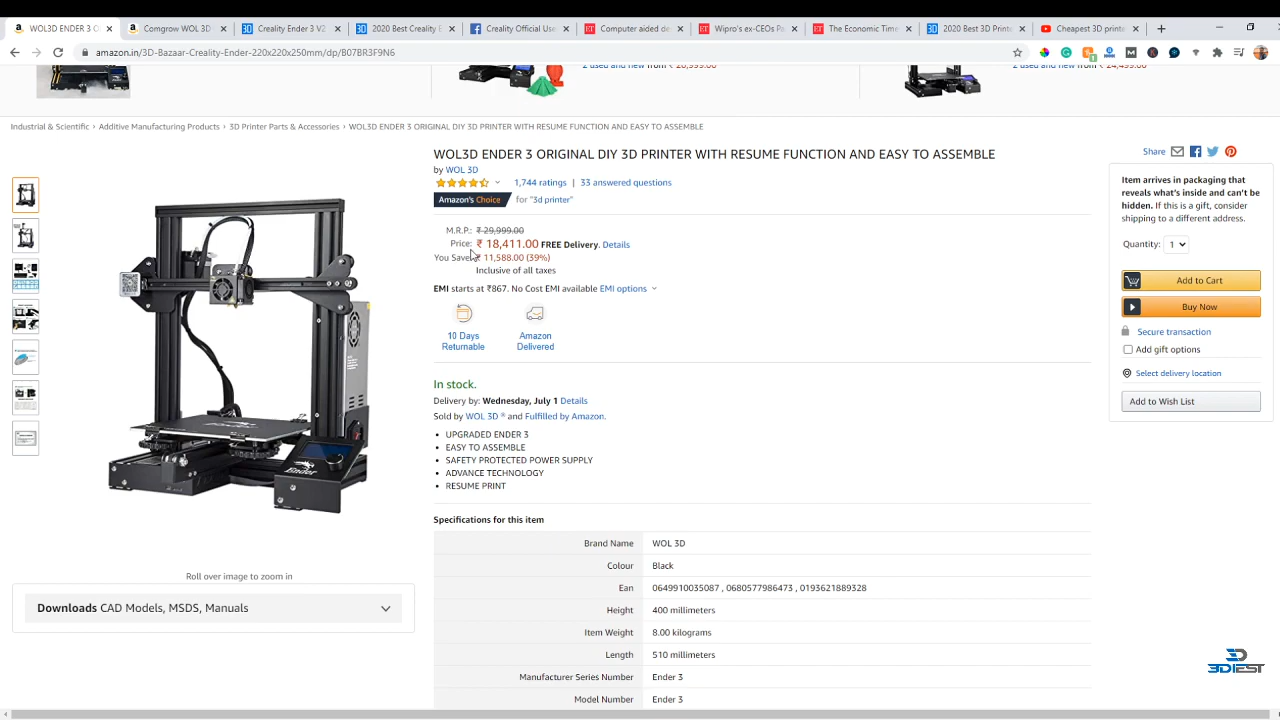 WOL3D ENDER 3 O
Comgrow WOL 3D
Creality Ender 3 V2
2020 Best Creality E
Creality Official Use
Computer aided de
Wipro's ex-CEOs Pa
The Economic Time
2020 Best 3D Print
Cheapest 3D printe
amazon.in/3D-Bazaar-Creality-Ender-220x220x250mm/dp/B07BR3F9N6
2 used and new from ₹ 20,999.00
2 used and new from ₹ 24,499.00
Industrial & Scientific › Additive Manufacturing Products › 3D Printer Parts & Accessories › WOL3D ENDER 3 ORIGINAL DIY 3D PRINTER WITH RESUME FUNCTION AND EASY TO ASSEMBLE
WOL3D ENDER 3 ORIGINAL DIY 3D PRINTER WITH RESUME FUNCTION AND EASY TO ASSEMBLE
by WOL 3D
1,744 ratings | 33 answered questions
Amazon's Choice for "3d printer"
M.R.P.: ₹ 29,999.00
Price: ₹ 18,411.00 FREE Delivery. Details
You Save: ₹ 11,588.00 (39%)
Inclusive of all taxes
EMI starts at ₹867. No Cost EMI available EMI options
10 Days
Returnable
Amazon
Delivered
In stock.
Delivery by: Wednesday, July 1 Details
Sold by WOL 3D ® and Fulfilled by Amazon.
• UPGRADED ENDER 3
• EASY TO ASSEMBLE
• SAFETY PROTECTED POWER SUPPLY
• ADVANCE TECHNOLOGY
• RESUME PRINT
Specifications for this item
Brand Name WOL 3D
Colour Black
Ean 0649910035087 , 0680577986473 , 0193621889328
Height 400 millimeters
Item Weight 8.00 kilograms
Length 510 millimeters
Manufacturer Series Number Ender 3
Model Number Ender 3
Ender
Roll over image to zoom in
Downloads CAD Models, MSDS, Manuals
Share
Item arrives in packaging that
reveals what's inside and can't be
hidden. If this is a gift, consider
shipping to a different address.
Quantity: 1
Add to Cart
Buy Now
Secure transaction
Add gift options
Select delivery location
Add to Wish List
3DIEST